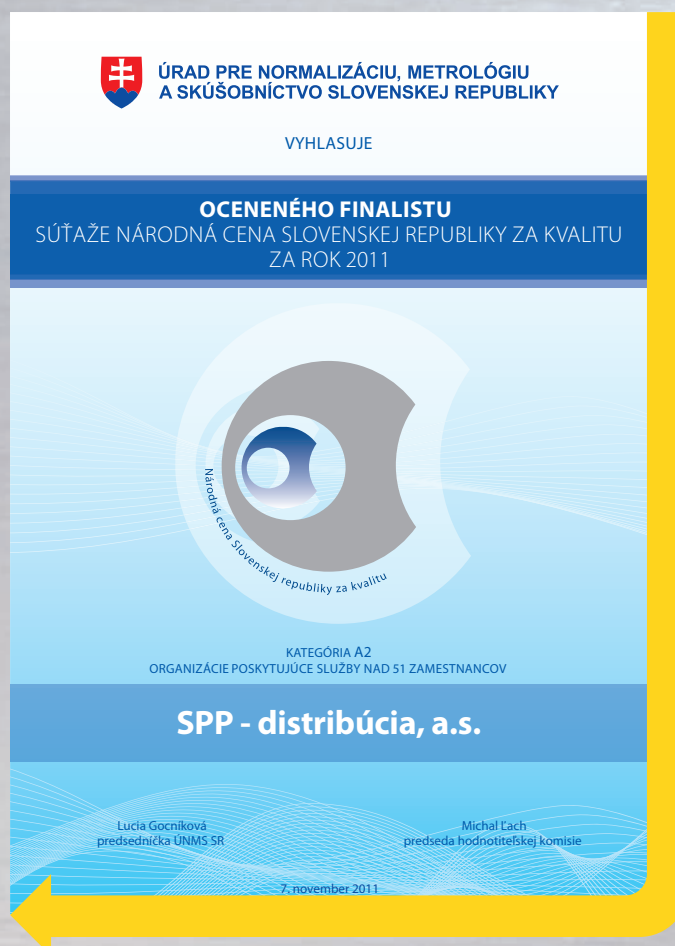 ÚRAD PRE NORMALIZÁCIU, METROLÓGIU
A SKÚŠOBNÍCTVO SLOVENSKEJ REPUBLIKY
VYHLASUJE
OCENENÉHO FINALISTU
SÚŤAŽE NÁRODNÁ CENA SLOVENSKEJ REPUBLIKY ZA KVALITU
ZA ROK 2011
Národná cena Slovenskej republiky za kvalitu
KATEGÓRIA A2
ORGANIZÁCIE POSKYTUJÚCE SLUŽBY NAD 51 ZAMESTNANCOV
SPP - distribúcia, a.s.
Lucia Gocníková
predsedníčka ÚNMS SR
Michal Ľach
predseda hodnotiteľskej komisie
7. november 2011